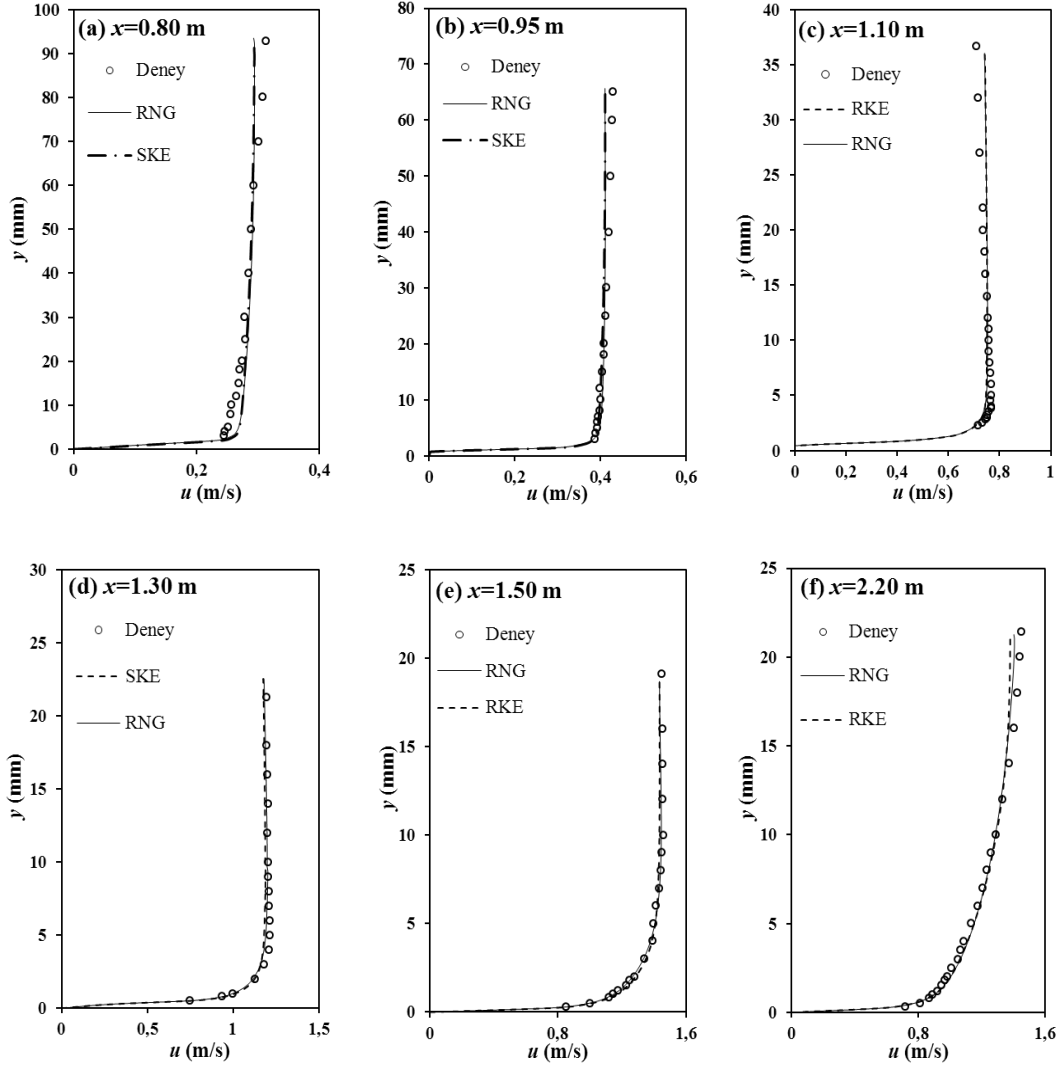 (a) x=0.80 m
Deney
RNG
SKE
y (mm)
100
90
80
70
60
50
40
30
20
10
0
0
0,2
0,4
u (m/s)
(b) x=0.95 m
Deney
RNG
SKE
y (mm)
80
70
60
50
40
30
20
10
0
0
0,2
0,4
0,6
u (m/s)
(c) x=1.10 m
Deney
RKE
RNG
y (mm)
40
35
30
25
20
15
10
5
0
0
0,2
0,4
0,6
0,8
1
u (m/s)
(d) x=1.30 m
Deney
SKE
RNG
y (mm)
30
25
20
15
10
5
0
0
0,5
1
1,5
u (m/s)
(e) x=1.50 m
Deney
RNG
RKE
y (mm)
25
20
15
10
5
0
0
0,8
1,6
u (m/s)
(f) x=2.20 m
Deney
RNG
RKE
y (mm)
25
20
15
10
5
0
0
0,8
1,6
u (m/s)